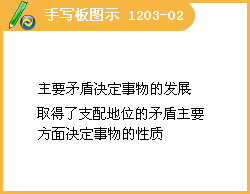 手写板图示 1203-02
主要矛盾决定事物的发展
取得了支配地位的矛盾主要
方面决定事物的性质